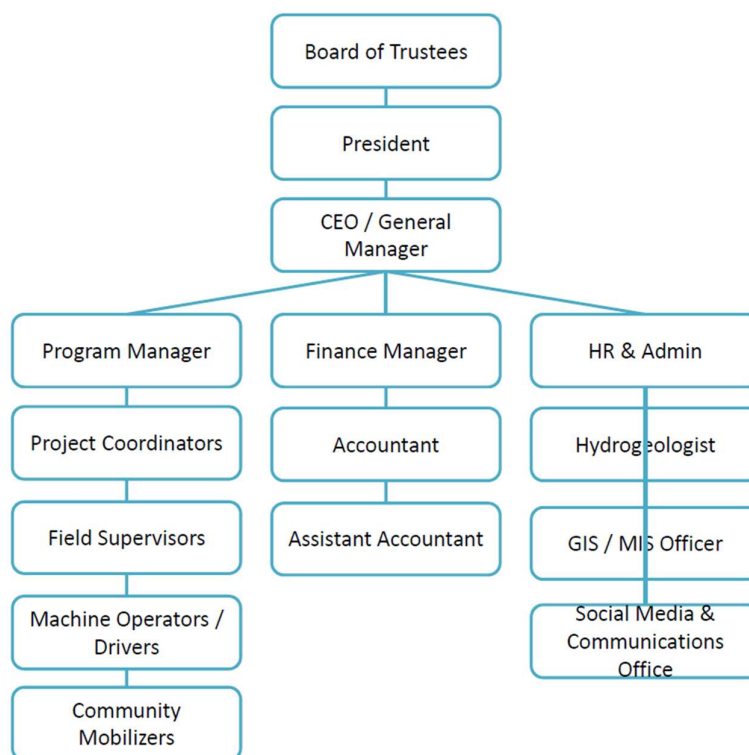 Board of Trustees
President
CEO / General
Manager
Program Manager
Finance Manager
HR & Admin
Project Coordinators
Accountant
Hydrogeologist
Field Supervisors
Assistant Accountant
GIS / MIS Officer
Machine Operators /
Drivers
Social Media &
Communications
Office
Community
Mobilizers